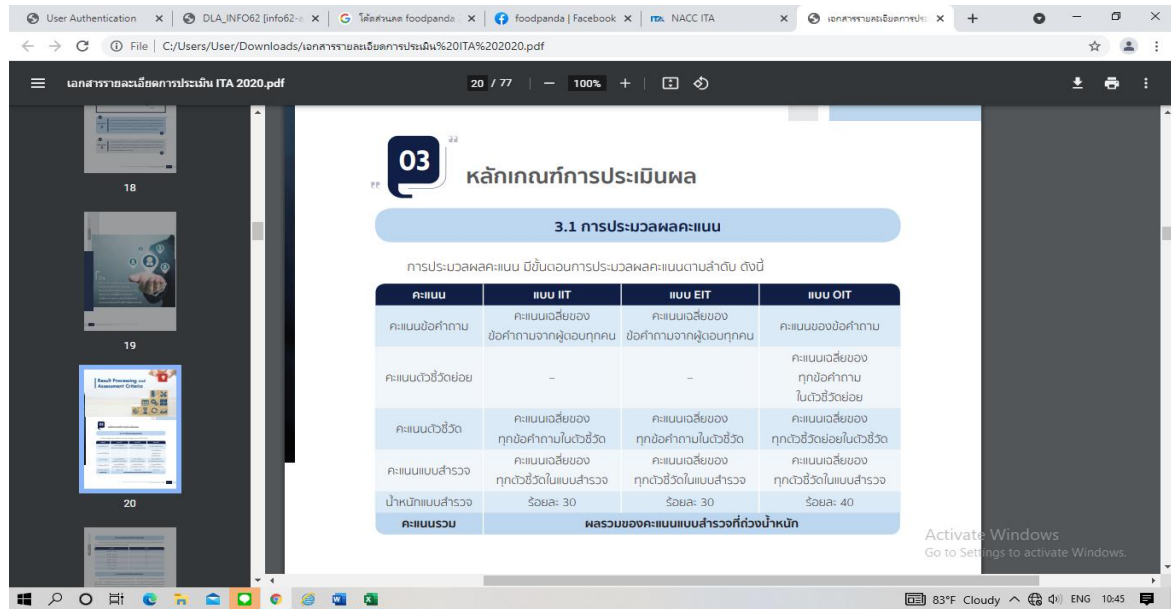 User Authentication
DLA_INFO62 [info62-
โค้ดส่วนลด foodpanda
foodpanda | Facebook
ITA NACC ITA
เอกสารรายละเอียดการประเ
File | C:/Users/User/Downloads/เอกสารรายละเอียดการประเมิน%20ITA%202020.pdf
เอกสารรายละเอียดการประเมิน ITA 2020.pdf
20 / 77 | — 100% +
18
19
Result Processing and
Assessment Criteria
20
03
หลักเกณฑ์การประเมินผล
3.1 การประมวลผลคะแนน
การประมวลผลคะแนน มีขั้นตอนการประมวลผลคะแนนตามลำดับ ดังนี้
คะแนน แบบ IIT แบบ EIT แบบ OIT
คะแนนข้อคำถาม คะแนนเฉลี่ยของ คะแนนเฉลี่ยของ คะแนนของข้อคำถาม
ข้อคำถามจากผู้ตอบทุกคน ข้อคำถามจากผู้ตอบทุกคน
คะแนนตัวชี้วัดย่อย – – คะแนนเฉลี่ยของ
ทุกข้อคำถาม
ในตัวชี้วัดย่อย
คะแนนตัวชี้วัด คะแนนเฉลี่ยของ คะแนนเฉลี่ยของ คะแนนเฉลี่ยของ
ทุกข้อคำถามในตัวชี้วัด ทุกข้อคำถามในตัวชี้วัด ทุกตัวชี้วัดย่อยในตัวชี้วัด
คะแนนแบบสำรวจ คะแนนเฉลี่ยของ คะแนนเฉลี่ยของ คะแนนเฉลี่ยของ
ทุกตัวชี้วัดในแบบสำรวจ ทุกตัวชี้วัดในแบบสำรวจ ทุกตัวชี้วัดในแบบสำรวจ
น้ำหนักแบบสำรวจ ร้อยละ 30 ร้อยละ 30 ร้อยละ 40
คะแนนรวม ผลรวมของคะแนนแบบสำรวจที่ถ่วงน้ำหนัก
Activate Windows
Go to Settings to activate Windows.
83°F Cloudy ENG 10:45